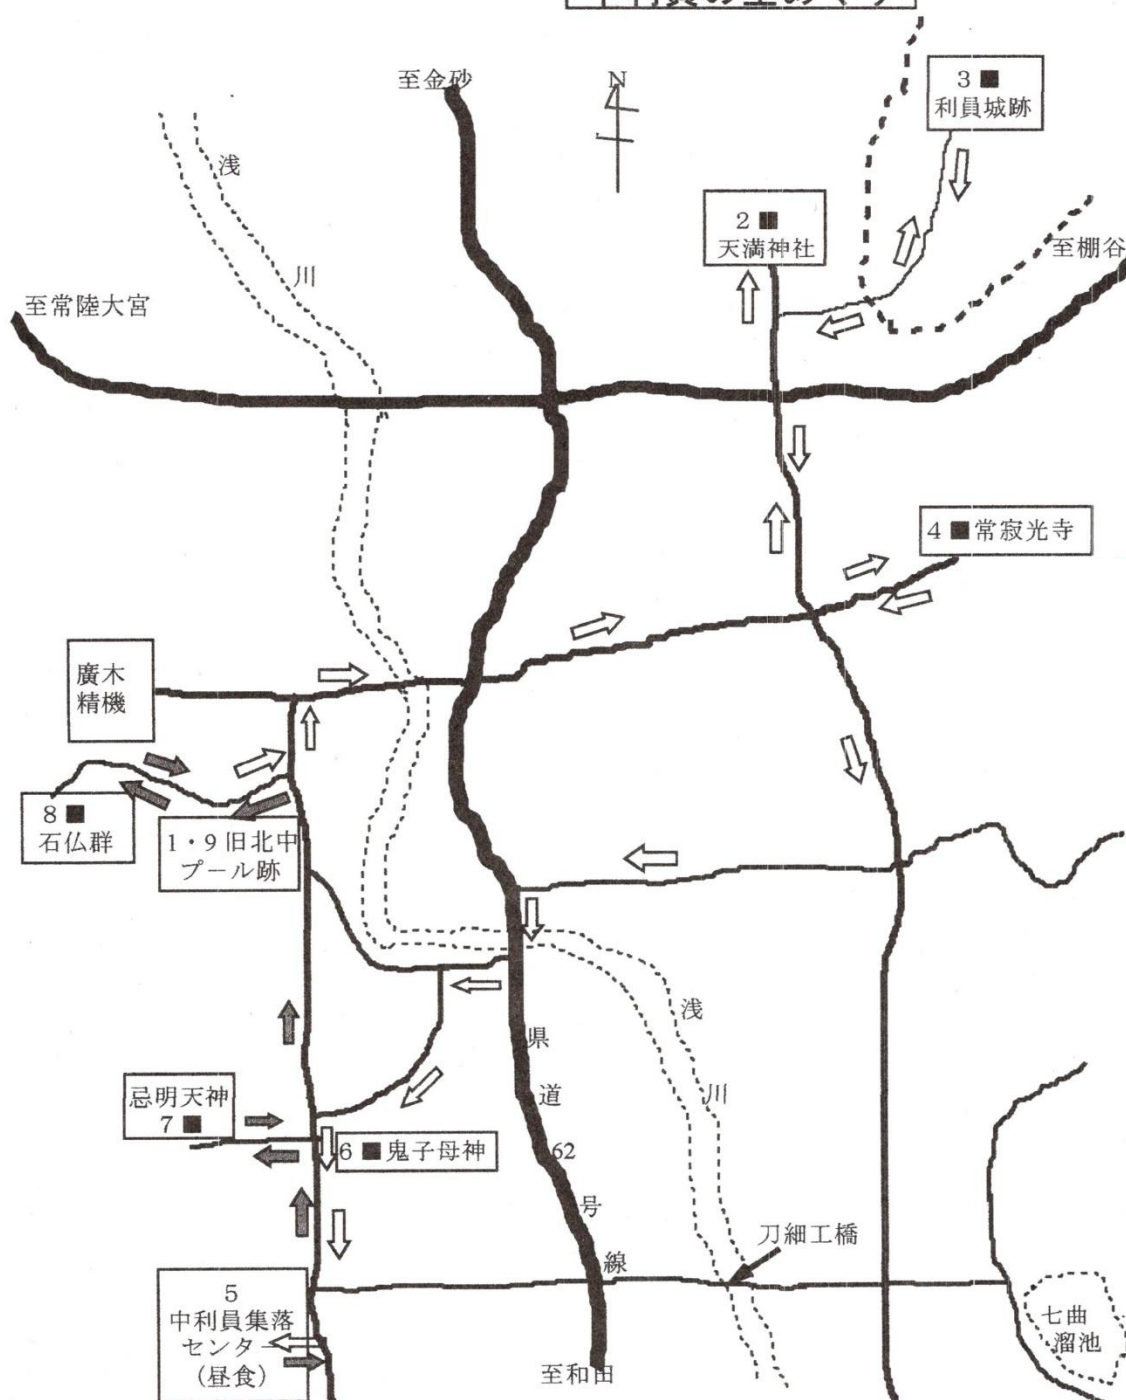 至金砂
N
3 ■
利員城跡
浅
川
2 ■
天満神社
至棚谷
至常陸大宮
4 ■ 常寂光寺
廣木
精機
8 ■
石仏群
1・9 旧北中
プール跡
浅
川
県
道
62
号
線
忌明天神
7 ■
6 ■ 鬼子母神
刀細工橋
5
中利員集落
センター
(昼食)
七曲
溜池
至和田